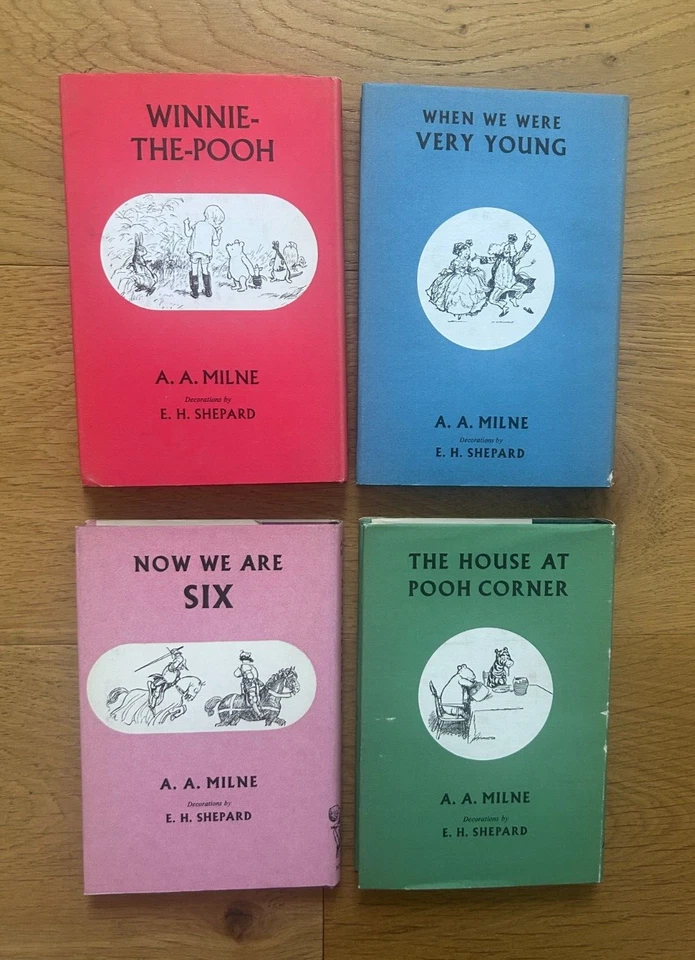 WINNIE-
THE-POOH
A. A. MILNE
Decorations by
E. H. SHEPARD
WHEN WE WERE
VERY YOUNG
A. A. MILNE
Decorations by
E. H. SHEPARD
NOW WE ARE
SIX
A. A. MILNE
Decorations by
E. H. SHEPARD
THE HOUSE AT
POOH CORNER
A. A. MILNE
Decorations by
E. H. SHEPARD